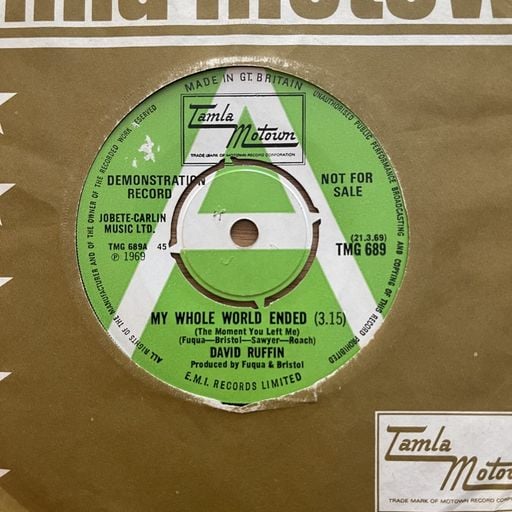 Tamla Motown
MADE IN GT. BRITAIN
Tamla
Motown
TRADE MARK OF MOTOWN RECORD CORPORATION
DEMONSTRATION
RECORD
NOT FOR
SALE
JOBETE-CARLIN
MUSIC LTD.
TMG 689A 45
℗ 1969
(21.3.69)
TMG 689
A
MY WHOLE WORLD ENDED (3.15)
(The Moment You Left Me)
(Fuqua—Bristol—Sawyer—Roach)
DAVID RUFFIN
Produced by Fuqua & Bristol
E.M.I. RECORDS LIMITED
ALL RIGHTS OF THE MANUFACTURER AND OF THE OWNER OF THE RECORDED WORK RESERVED
UNAUTHORISED PUBLIC PERFORMANCE BROADCASTING AND COPYING OF THIS RECORD PROHIBITED
Tamla
Motown
TRADE MARK OF MOTOWN RECORD CORPO